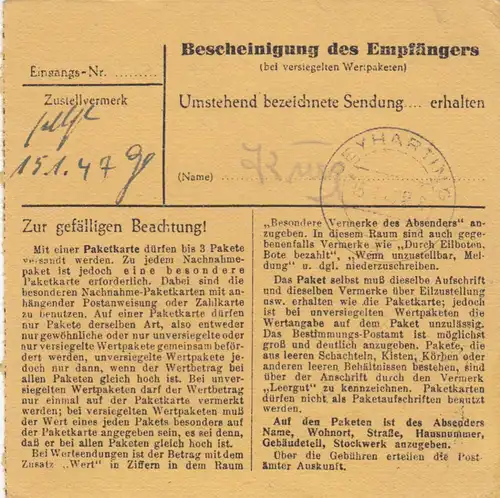 Bescheinigung des Empfängers
(bei versiegelten Wertpaketen)
Eingangs-Nr. ..........
Zustellvermerk
Umstehend bezeichnete Sendung.... erhalten
15.1.47
(Name)
Krug
BEYHARTING
Zur gefälligen Beachtung!
Mit einer Paketkarte dürfen bis 3 Pakete
versandt werden. Zu jedem Nachnahme-
paket ist jedoch eine besondere
Paketkarte erforderlich. Dabei sind die
besonderen Nachnahme-Paketkarten mit an-
hängender Postanweisung oder Zahlkarte
zu benutzen. Auf einer Paketkarte dürfen
nur Pakete derselben Art, also entweder
nur gewöhnliche oder nur unversiegelte oder
nur versiegelte Wertpakete gemeinsam beför-
dert werden, unversiegelte Wertpakete je-
doch nur dann, wenn der Wertbetrag bei
allen Paketen gleich hoch ist. Bei unver-
siegelten Wertpaketen darf der Wertbetrag
nur einmal auf der Paketkarte vermerkt
werden; bei versiegelten Wertpaketen muß
der Wert eines jeden Pakets besonders auf
der Paketkarte angegeben sein, es sei denn,
daß er bei allen Paketen gleich hoch ist.
Bei Wertsendungen ist der Betrag mit dem
Zusatz „Wert" in Ziffern in dem Raum
„Besondere Vermerke des Absenders" an-
zugeben. In diesem Raum sind auch gege-
benenfalls Vermerke wie „Durch Eilboten.
Bote bezahlt", „Wenn unzustellbar, Mel-
dung" u. dgl. niederzuschreiben.
Das Paket selbst muß dieselbe Aufschrift
und dieselben Vermerke über Eilzustellung
usw. erhalten wie die Paketkarte; jedoch
ist bei unversiegelten Wertpaketen die
Wertangabe auf dem Paket unzulässig.
Das Bestimmungs-Postamt ist möglichst
groß und deutlich anzugeben. Pakete, die
aus leeren Schachteln, Kisten, Körben oder
anderen leeren Behältnissen bestehen, sind
über der Anschrift durch den Vermerk
„Leergut" zu kennzeichnen. Paketkarten
dürfen nicht als Paketaufschriften benutzt
werden.
Auf den Paketen ist des Absenders
Name, Wohnort, Straße, Hausnummer,
Gebäudeteil, Stockwerk anzugeben.
Über die Gebühren erteilen die Post-
ämter Auskunft.